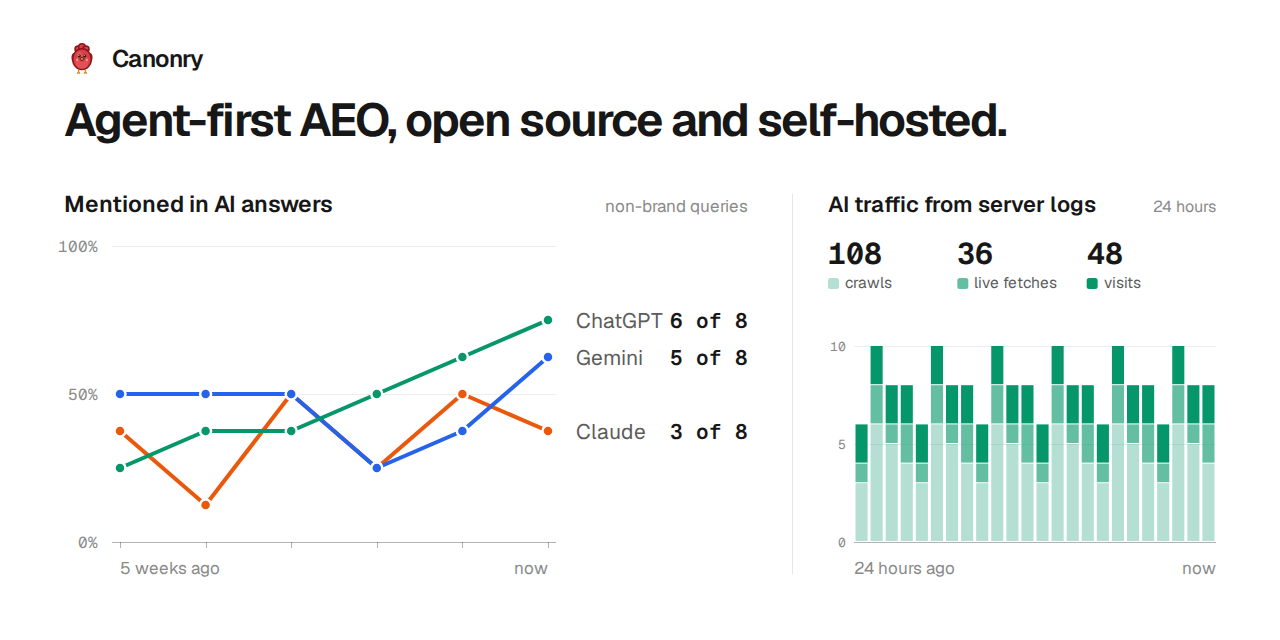 Canonry
Agent-first AEO, open source and self-hosted.
Mentioned in AI answers
non-brand queries
100%
50%
0%
5 weeks ago
now
ChatGPT 6 of 8
Gemini 5 of 8
Claude 3 of 8
AI traffic from server logs
24 hours
108
36
48
crawls
live fetches
visits
10
5
0
24 hours ago
now